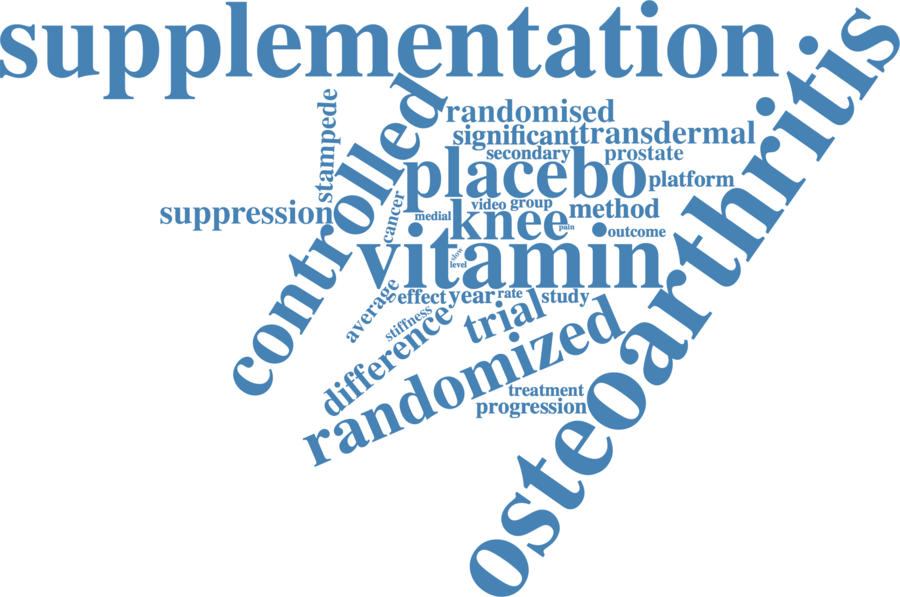 supplementation
osteoarthritis
controlled
stampede
randomised
significant
transdermal
secondary
prostate
placebo
platform
suppression
cancer
video
group
method
medial
knee
pain
outcome
vitamin
slow
level
average
effect
year
rate
study
stiffness
trial
difference
randomized
treatment
progression